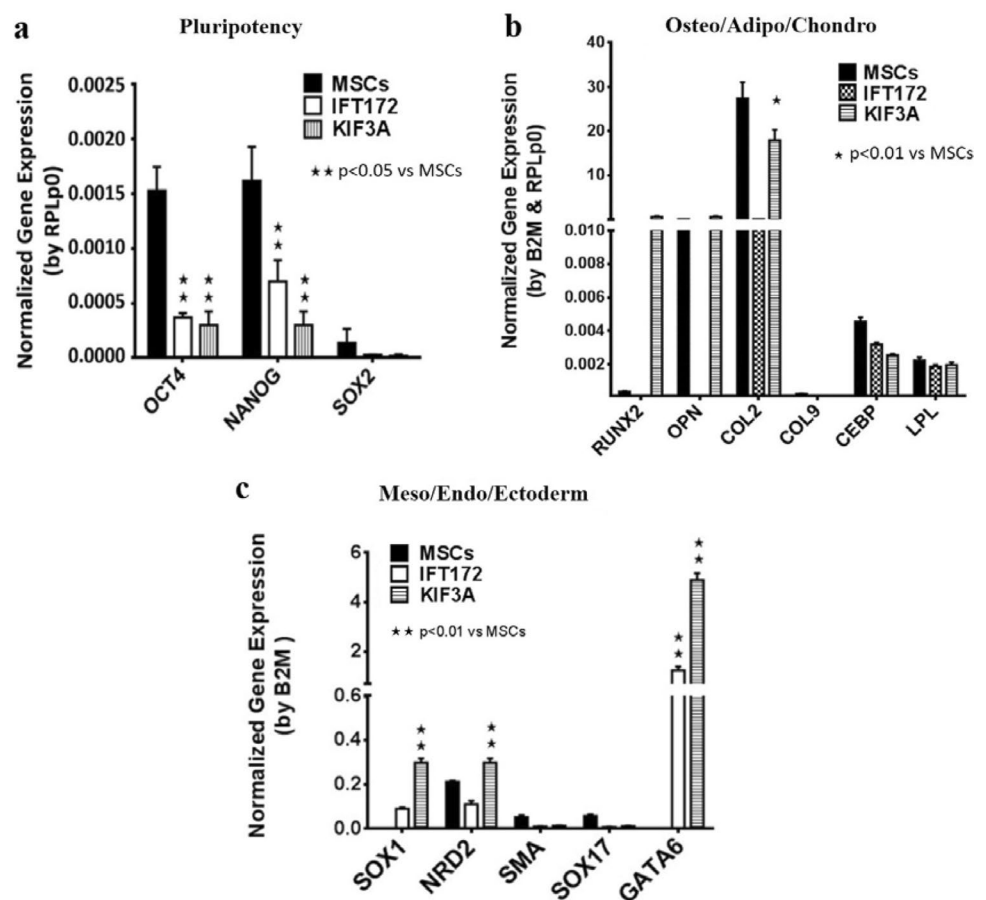 a
Pluripotency
Normalized Gene Expression
(by RPLp0)
0.0025
0.0020
0.0015
0.0010
0.0005
0.0000
MSCs
IFT172
KIF3A
★★ p<0.05 vs MSCs
★★
★★
★★
★★
OCT4
NANOG
SOX2
b
Osteo/Adipo/Chondro
Normalized Gene Expression
(by B2M & RPLp0)
40
30
20
10
0.010
0.008
0.006
0.004
0.002
MSCs
IFT172
KIF3A
★ p<0.01 vs MSCs
★
RUNX2
OPN
COL2
COL9
CEBP
LPL
c
Meso/Endo/Ectoderm
Normalized Gene Expression
(by B2M )
6
4
2
0.6
0.4
0.2
0.0
MSCs
IFT172
KIF3A
★★ p<0.01 vs MSCs
★★
★★
★★
★★
SOX1
NRD2
SMA
SOX17
GATA6